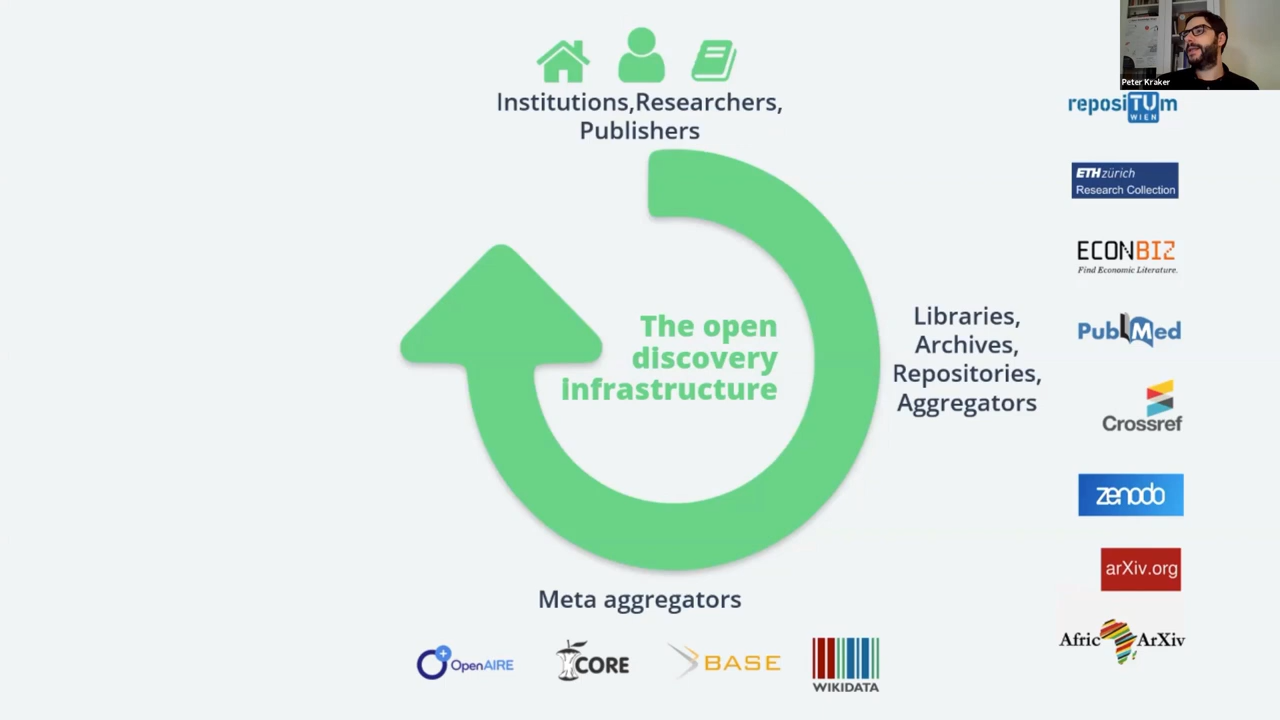 Peter Kraker
Institutions,Researchers,
Publishers
reposiTUm
WIEN
ETH zürich
Research Collection
ECONBIZ
Find Economic Literature.
The open
discovery
infrastructure
Libraries,
Archives,
Repositories,
Aggregators
PubMed
Crossref
zenodo
arXiv.org
AfricArXiv
Meta aggregators
OpenAIRE
CORE
BASE
WIKIDATA